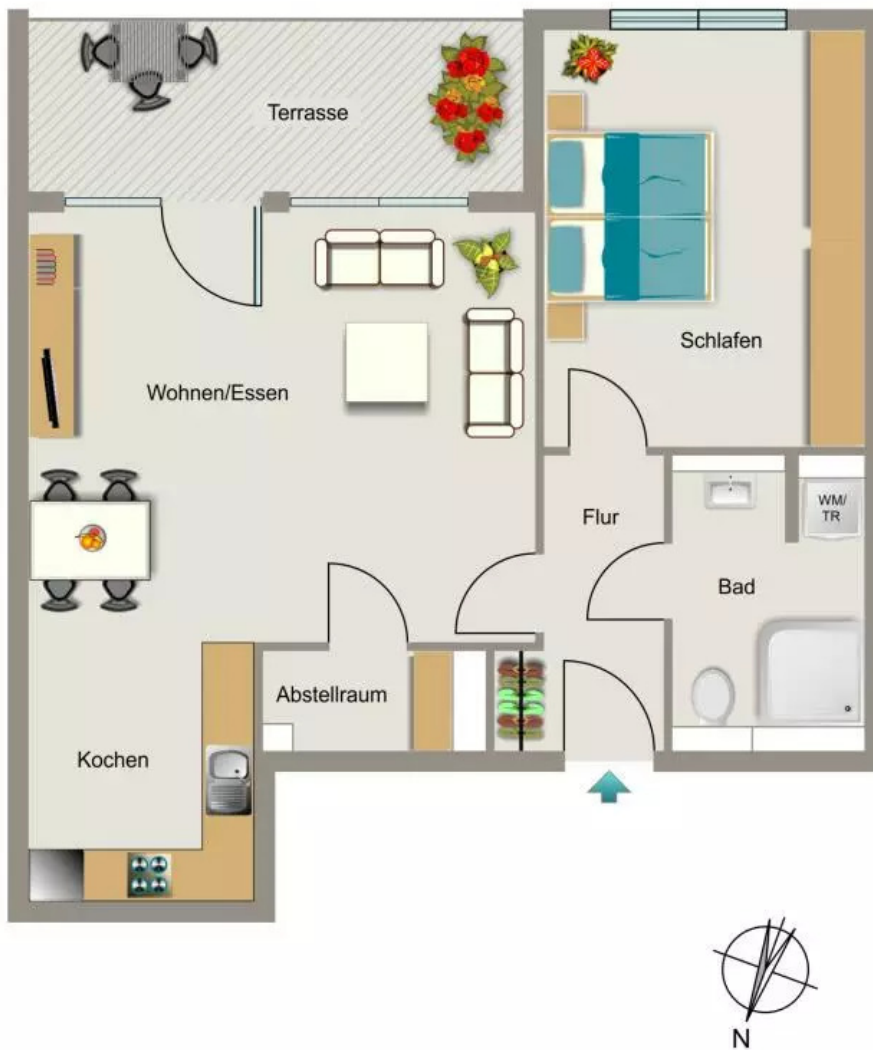 Terrasse
Schlafen
Wohnen/Essen
WM/
TR
Flur
Bad
Abstellraum
Kochen
N